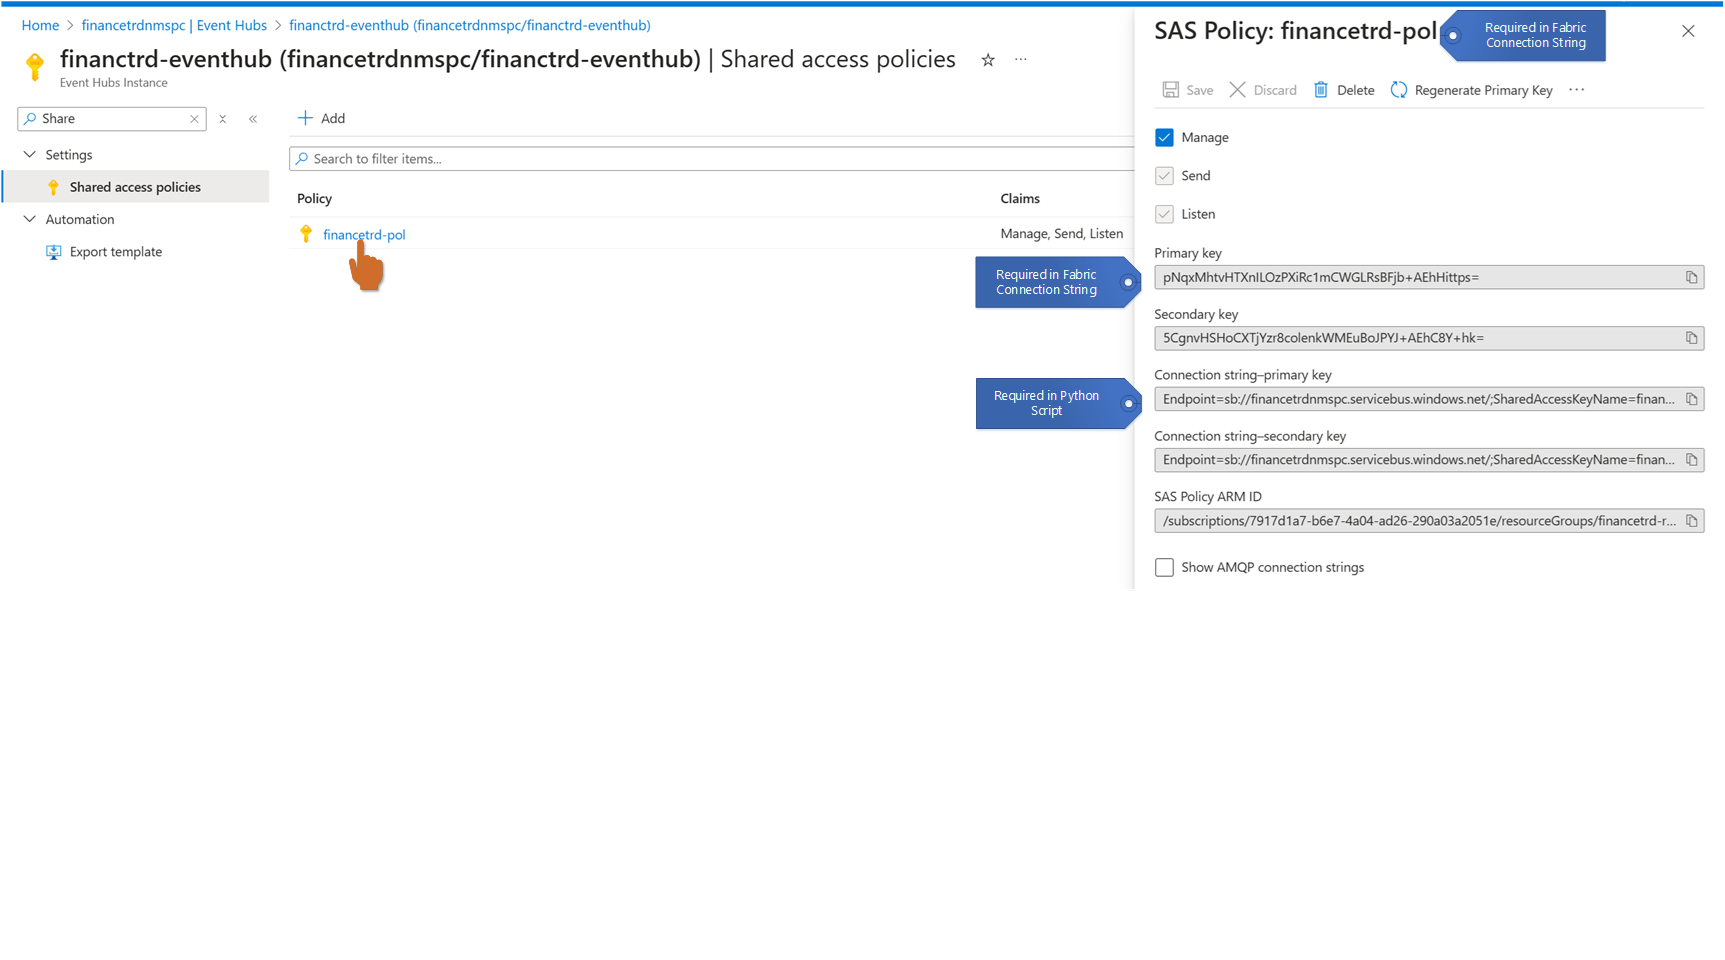 Home > financetrdnmspc | Event Hubs > financtrd-eventhub (financetrdnmspc/financtrd-eventhub)
financtrd-eventhub (financetrdnmspc/financtrd-eventhub) | Shared access policies
Event Hubs Instance
Share
Settings
Shared access policies
Automation
Export template
Add
Search to filter items...
Policy
Claims
financetrd-pol
Manage, Send, Listen
Required in Fabric
Connection String
Required in Python
Script
SAS Policy: financetrd-pol
Required in Fabric
Connection String
Save
Discard
Delete
Regenerate Primary Key
Manage
Send
Listen
Primary key
pNqxMhtvHTXnILOzPXiRc1mCWGLRsBFjb+AEhHittps=
Secondary key
5CgnvHSHoCXTjYzr8colenkWMEuBoJPYJ+AEhC8Y+hk=
Connection string–primary key
Endpoint=sb://financetrdnmspc.servicebus.windows.net/;SharedAccessKeyName=finan...
Connection string–secondary key
Endpoint=sb://financetrdnmspc.servicebus.windows.net/;SharedAccessKeyName=finan...
SAS Policy ARM ID
/subscriptions/7917d1a7-b6e7-4a04-ad26-290a03a2051e/resourceGroups/financetrd-r...
Show AMQP connection strings